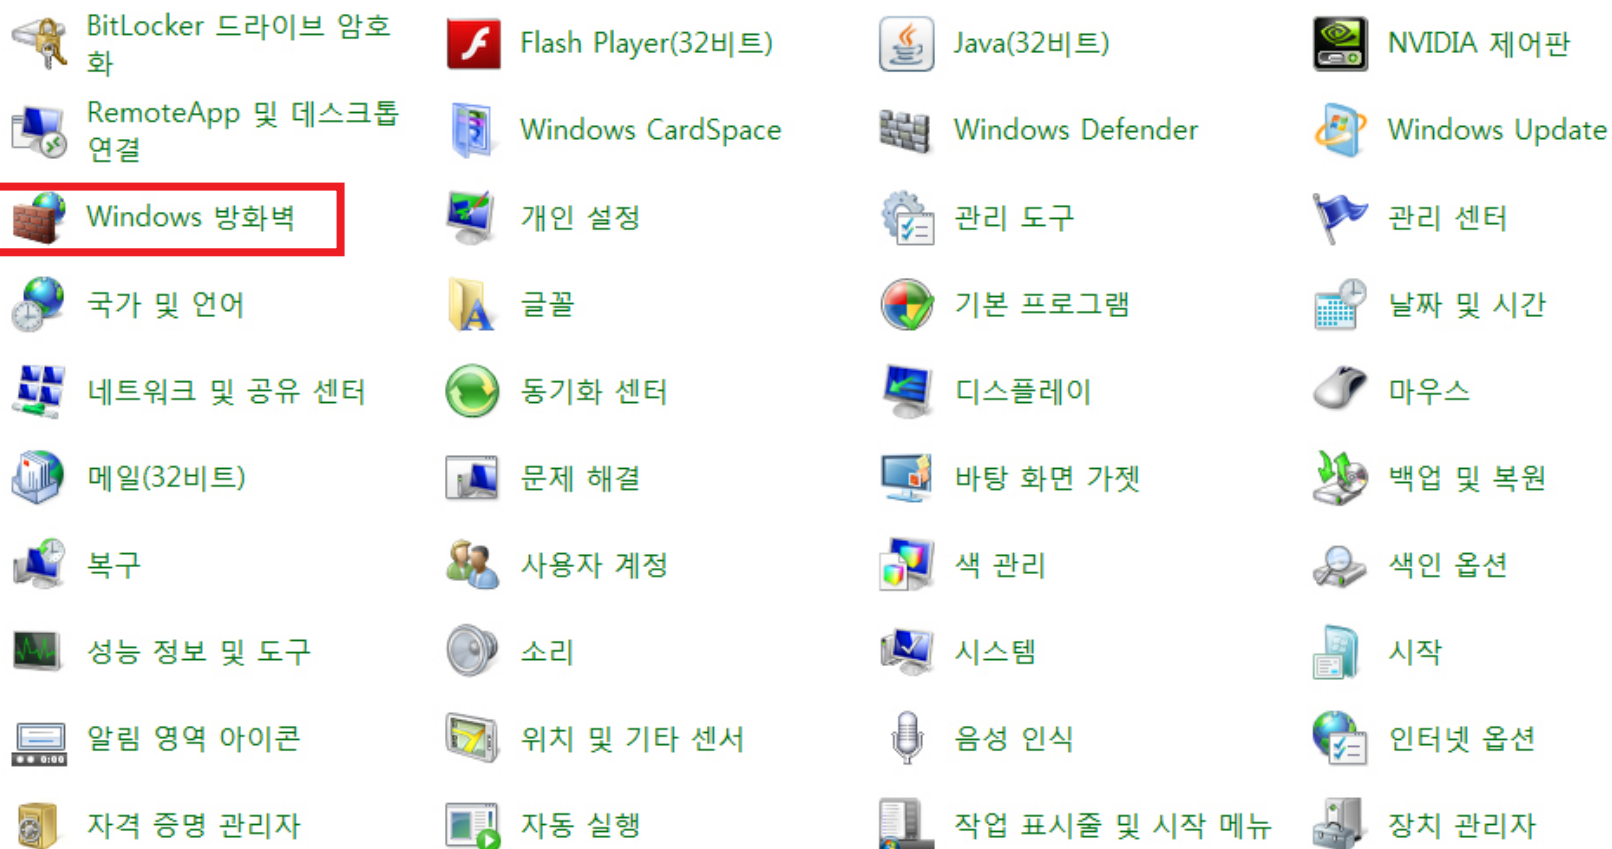 BitLocker 드라이브 암호
화
Flash Player(32비트)
Java(32비트)
NVIDIA 제어판
RemoteApp 및 데스크톱
연결
Windows CardSpace
Windows Defender
Windows Update
Windows 방화벽
개인 설정
관리 도구
관리 센터
국가 및 언어
글꼴
기본 프로그램
날짜 및 시간
네트워크 및 공유 센터
동기화 센터
디스플레이
마우스
메일(32비트)
문제 해결
바탕 화면 가젯
백업 및 복원
복구
사용자 계정
색 관리
색인 옵션
성능 정보 및 도구
소리
시스템
시작
알림 영역 아이콘
위치 및 기타 센서
음성 인식
인터넷 옵션
자격 증명 관리자
자동 실행
작업 표시줄 및 시작 메뉴
장치 관리자